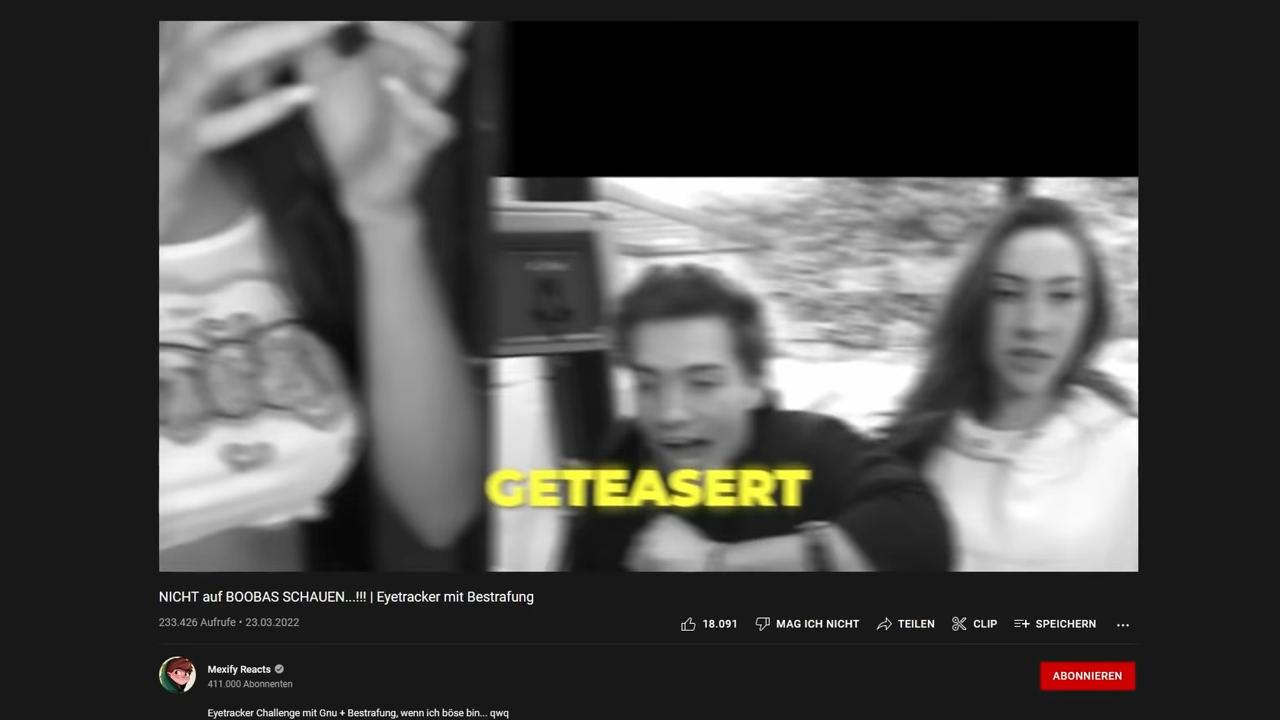 GETEASERT
NICHT auf BOOBAS SCHAUEN...!!! | Eyetracker mit Bestrafung
233.426 Aufrufe • 23.03.2022
18.091 MAG ICH NICHT TEILEN CLIP SPEICHERN ...
Mexify Reacts
411.000 Abonnenten
ABONNIEREN
Eyetracker Challenge mit Gnu + Bestrafung, wenn ich böse bin... qwq